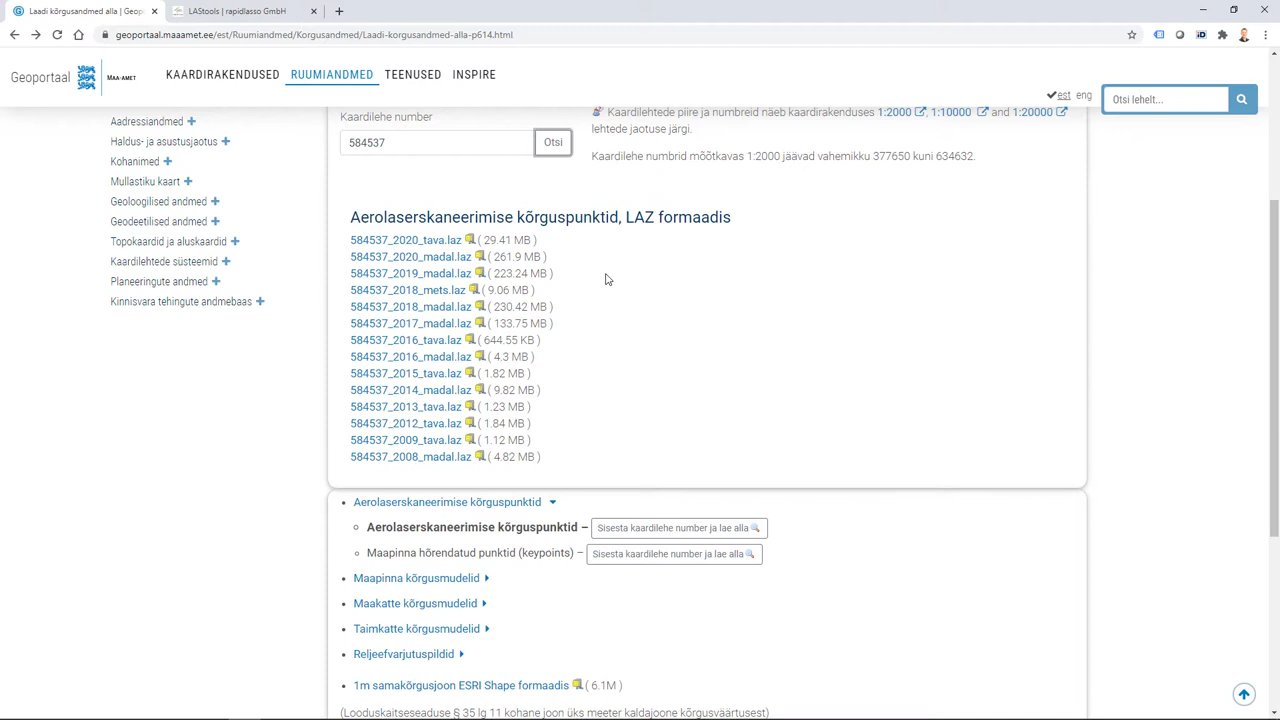 Laadi kõrgusandmed alla | Geop
LAStools | rapidlasso GmbH
geoportaal.maaamet.ee/est/Ruumiandmed/Korgusandmed/Laadi-korgusandmed-alla-p614.html
Geoportaal MAA-AMET KAARDIRAKENDUSED RUUMIANDMED TEENUSED INSPIRE
est eng
Otsi lehelt...
Aadressiandmed +
Haldus- ja asustusjaotus +
Kohanimed +
Mullastiku kaart +
Geoloogilised andmed +
Geodeetilised andmed +
Topokaardid ja aluskaardid +
Kaardilehtede süsteemid +
Planeeringute andmed +
Kinnisvara tehingute andmebaas +
Kaardilehe number
584537 Otsi
Kaardilehtede piire ja numbreid näeb kaardirakenduses 1:2000, 1:10000 and 1:20000
lehtede jaotuse järgi.
Kaardilehe numbrid mõõtkavas 1:2000 jäävad vahemikku 377650 kuni 634632.
Aerolaserskaneerimise kõrguspunktid, LAZ formaadis
584537_2020_tava.laz ( 29.41 MB )
584537_2020_madal.laz ( 261.9 MB )
584537_2019_madal.laz ( 223.24 MB )
584537_2018_mets.laz ( 9.06 MB )
584537_2018_madal.laz ( 230.42 MB )
584537_2017_madal.laz ( 133.75 MB )
584537_2016_tava.laz ( 644.55 KB )
584537_2016_madal.laz ( 4.3 MB )
584537_2015_tava.laz ( 1.82 MB )
584537_2014_madal.laz ( 9.82 MB )
584537_2013_tava.laz ( 1.23 MB )
584537_2012_tava.laz ( 1.84 MB )
584537_2009_tava.laz ( 1.12 MB )
584537_2008_madal.laz ( 4.82 MB )
• Aerolaserskaneerimise kõrguspunktid
Aerolaserskaneerimise kõrguspunktid – Sisesta kaardilehe number ja lae alla
Maapinna hõrendatud punktid (keypoints) – Sisesta kaardilehe number ja lae alla
• Maapinna kõrgusmudelid
• Maakatte kõrgusmudelid
• Taimkatte kõrgusmudelid
• Reljeefvarjutuspildid
• 1m samakõrgusjoon ESRI Shape formaadis ( 6.1M )
(Looduskaitseseaduse § 35 lg 11 kohane joon üks meeter kaldajoone kõrgusväärtusest)